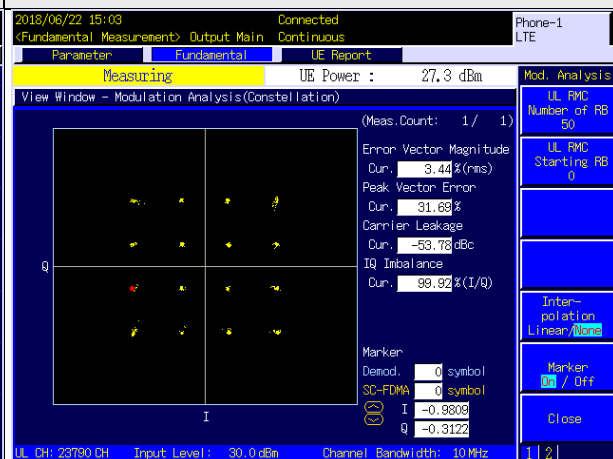 2018/06/22 15:03 Connected Phone-1
<Fundamental Measurement> Output Main Continuous LTE
Parameter Fundamental UE Report
Measuring UE Power : 27.3 dBm Mod. Analysis
View Window - Modulation Analysis(Constellation)
UL RMC
Number of RB
50
(Meas.Count: 1/ 1)
Error Vector Magnitude
Cur. 3.44 %(rms)
Peak Vector Error
Cur. 31.69 %
Carrier Leakage
Cur. -53.78 dBc
IQ Imbalance
Cur. 99.92 %(I/Q)
UL RMC
Starting RB
0
Q
I
Inter-
polation
Linear/None
Marker
Demod. 0 symbol
SC-FDMA 0 symbol
I -0.9809
Q -0.3122
Marker
On / Off
Close
UL CH: 23790 CH Input Level: 30.0 dBm Channel Bandwidth: 10 MHz 1 2